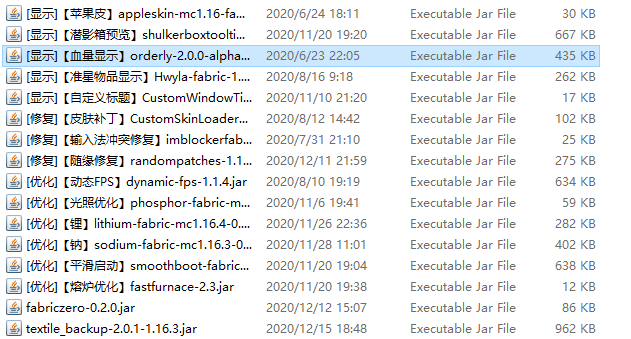 [显示]【苹果皮】appleskin-mc1.16-fa... 2020/6/24 18:11 Executable Jar File 30 KB
[显示]【潜影箱预览】shulkerboxtoolti... 2020/11/20 19:20 Executable Jar File 667 KB
[显示]【血量显示】orderly-2.0.0-alpha... 2020/6/23 22:05 Executable Jar File 435 KB
[显示]【准星物品显示】Hwyla-fabric-1.... 2020/8/16 9:18 Executable Jar File 262 KB
[显示]【自定义标题】CustomWindowTi... 2020/11/10 21:20 Executable Jar File 17 KB
[修复]【皮肤补丁】CustomSkinLoader... 2020/8/12 14:42 Executable Jar File 102 KB
[修复]【输入法冲突修复】imblockerfab... 2020/7/31 21:10 Executable Jar File 25 KB
[修复]【随缘修复】randompatches-1.1... 2020/12/11 21:59 Executable Jar File 275 KB
[优化]【动态FPS】dynamic-fps-1.1.4.jar 2020/8/10 19:19 Executable Jar File 634 KB
[优化]【光照优化】phosphor-fabric-m... 2020/11/6 19:41 Executable Jar File 59 KB
[优化]【锂】lithium-fabric-mc1.16.4-0.... 2020/11/26 22:36 Executable Jar File 282 KB
[优化]【钠】sodium-fabric-mc1.16.3-0... 2020/11/28 11:01 Executable Jar File 402 KB
[优化]【平滑启动】smoothboot-fabric... 2020/11/20 19:04 Executable Jar File 638 KB
[优化]【熔炉优化】fastfurnace-2.3.jar 2020/11/20 19:38 Executable Jar File 12 KB
fabriczero-0.2.0.jar 2020/12/12 15:07 Executable Jar File 86 KB
textile_backup-2.0.1-1.16.3.jar 2020/12/15 18:48 Executable Jar File 962 KB